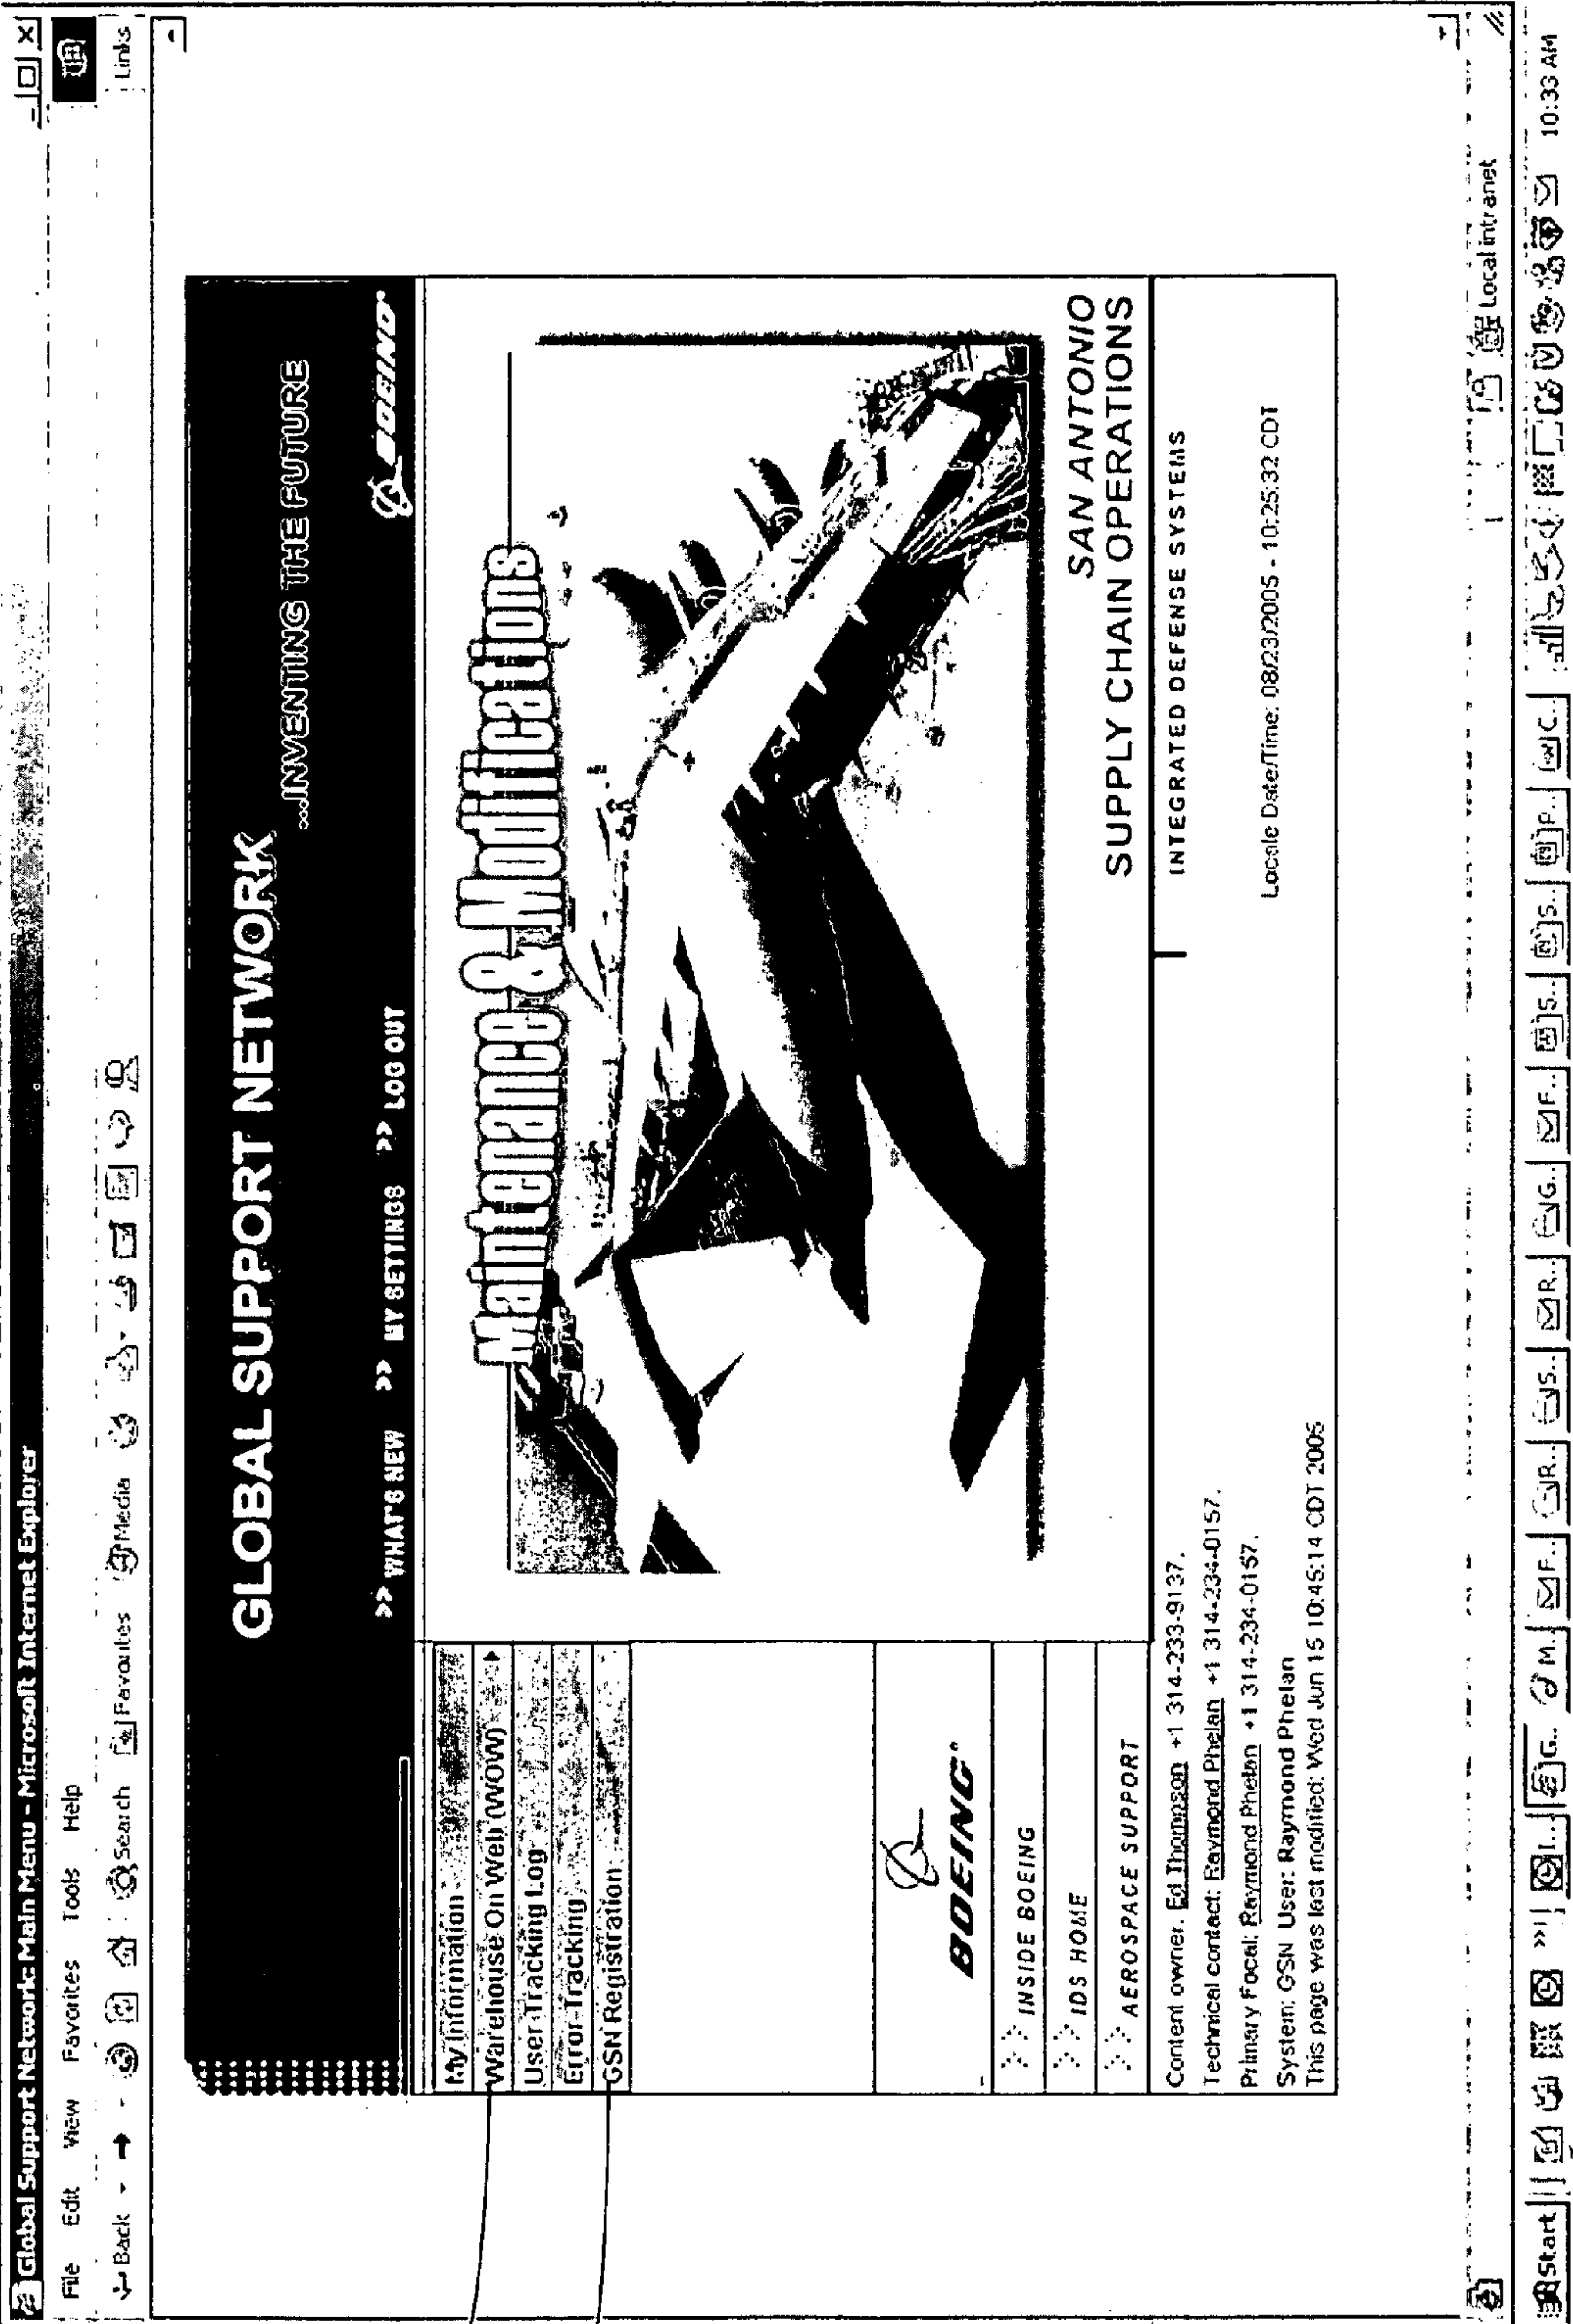 Global Support Network: Main Menu - Microsoft Internet Explorer
File Edit View Favorites Tools Help
Back Search Favorites Media
Links
GLOBAL SUPPORT NETWORK
...INVENTING THE FUTURE
>> WHAT'S NEW >> MY SETTINGS >> LOG OUT
BOEING
My Information
Warehouse On Web (WOW)
User Tracking Log
Error Tracking
GSN Registration
Maintenance & Modifications
SAN ANTONIO
SUPPLY CHAIN OPERATIONS
BOEING
INSIDE BOEING
IDS HOME
AEROSPACE SUPPORT
INTEGRATED DEFENSE SYSTEMS
Content owner: Ed Thompson +1 314-233-9137.
Technical contact: Raymond Phelan +1 314-234-0157.
Primary Focal: Raymond Phelan +1 314-234-0157.
System: GSN User: Raymond Phelan
This page was last modified: Wed Jun 15 10:45:14 CDT 2005
Locale Date/Time: 08/23/2005 - 10:25:32 CDT
Local intranet
Start I... G.. M.. F.. R.. S.. R.. G.. F.. S.. S.. P.. C.. 10:33 AM